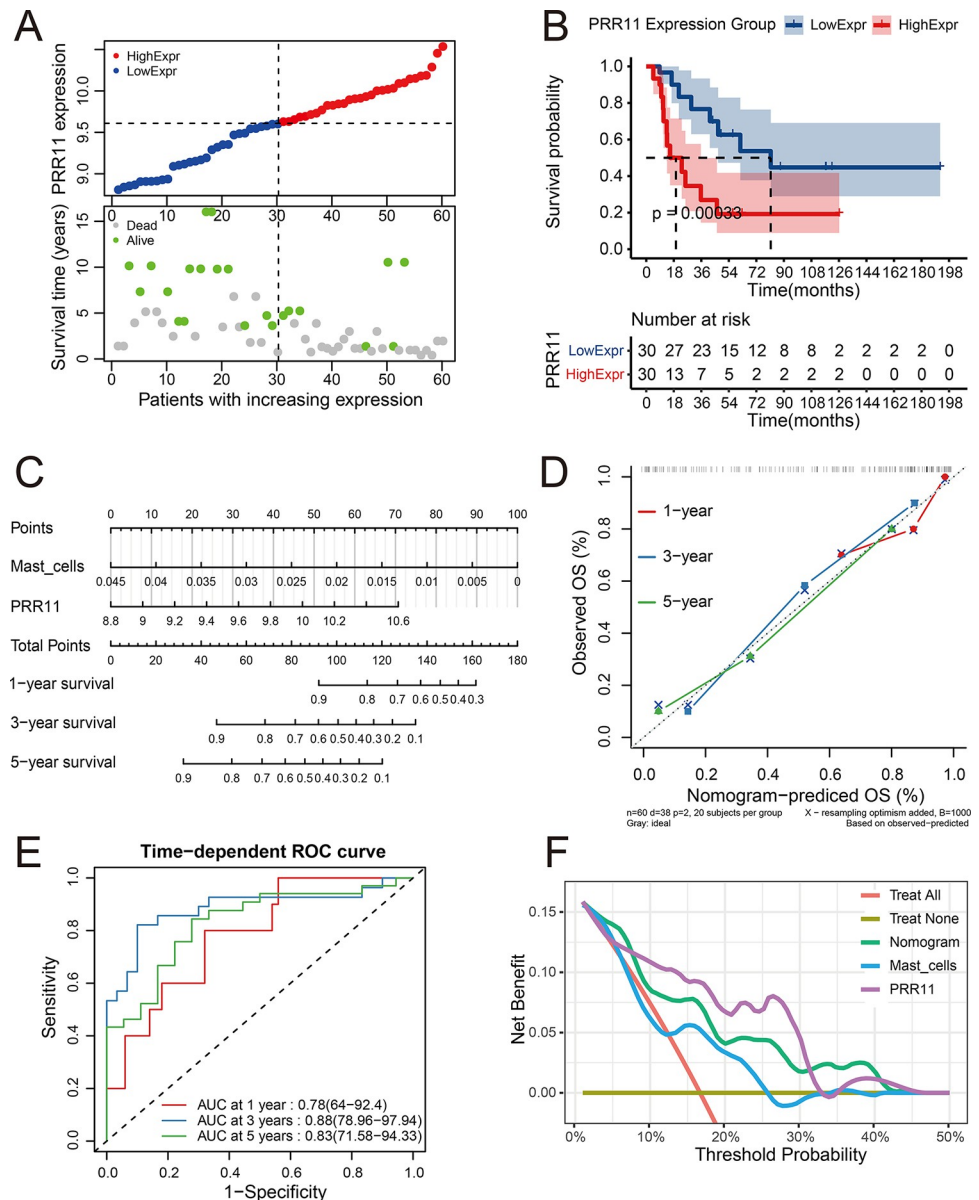 A
HighExpr
LowExpr
PRR11 expression
10.0
9.5
9.0
0 10 20 30 40 50 60
Dead
Alive
Survival time (years)
15
10
5
0
0 10 20 30 40 50 60
Patients with increasing expression
B
PRR11 Expression Group LowExpr HighExpr
Survival probability
1.0
0.8
0.6
0.4
0.2
0.0
p = 0.00033
0 18 36 54 72 90 108 126 144 162 180 198
Time(months)
Number at risk
PRR11
LowExpr 30 27 23 15 12 8 8 2 2 2 2 0
HighExpr 30 13 7 5 2 2 2 2 0 0 0 0
0 18 36 54 72 90 108 126 144 162 180 198
Time(months)
C
0 10 20 30 40 50 60 70 80 90 100
Points
Mast_cells
0.045 0.04 0.035 0.03 0.025 0.02 0.015 0.01 0.005 0
PRR11
8.8 9 9.2 9.4 9.6 9.8 10 10.2 10.6
Total Points
0 20 40 60 80 100 120 140 160 180
1-year survival
0.9 0.8 0.7 0.6 0.5 0.4 0.3
3-year survival
0.9 0.8 0.7 0.6 0.5 0.4 0.3 0.2 0.1
5-year survival
0.9 0.8 0.7 0.6 0.5 0.4 0.3 0.2 0.1
D
1-year
3-year
5-year
Observed OS (%)
1.0
0.8
0.6
0.4
0.2
0.0
0.0 0.2 0.4 0.6 0.8 1.0
Nomogram-prediced OS (%)
n=60 d=38 p=2, 20 subjects per group X - resampling optimism added, B=1000
Gray: ideal Based on observed-predicted
E
Time-dependent ROC curve
Sensitivity
1.0
0.8
0.6
0.4
0.2
0.0
AUC at 1 year : 0.78(64-92.4)
AUC at 3 years : 0.88(78.96-97.94)
AUC at 5 years : 0.83(71.58-94.33)
0.0 0.2 0.4 0.6 0.8 1.0
1-Specificity
F
Treat All
Treat None
Nomogram
Mast_cells
PRR11
Net Benefit
0.15
0.10
0.05
0.00
0% 10% 20% 30% 40% 50%
Threshold Probability